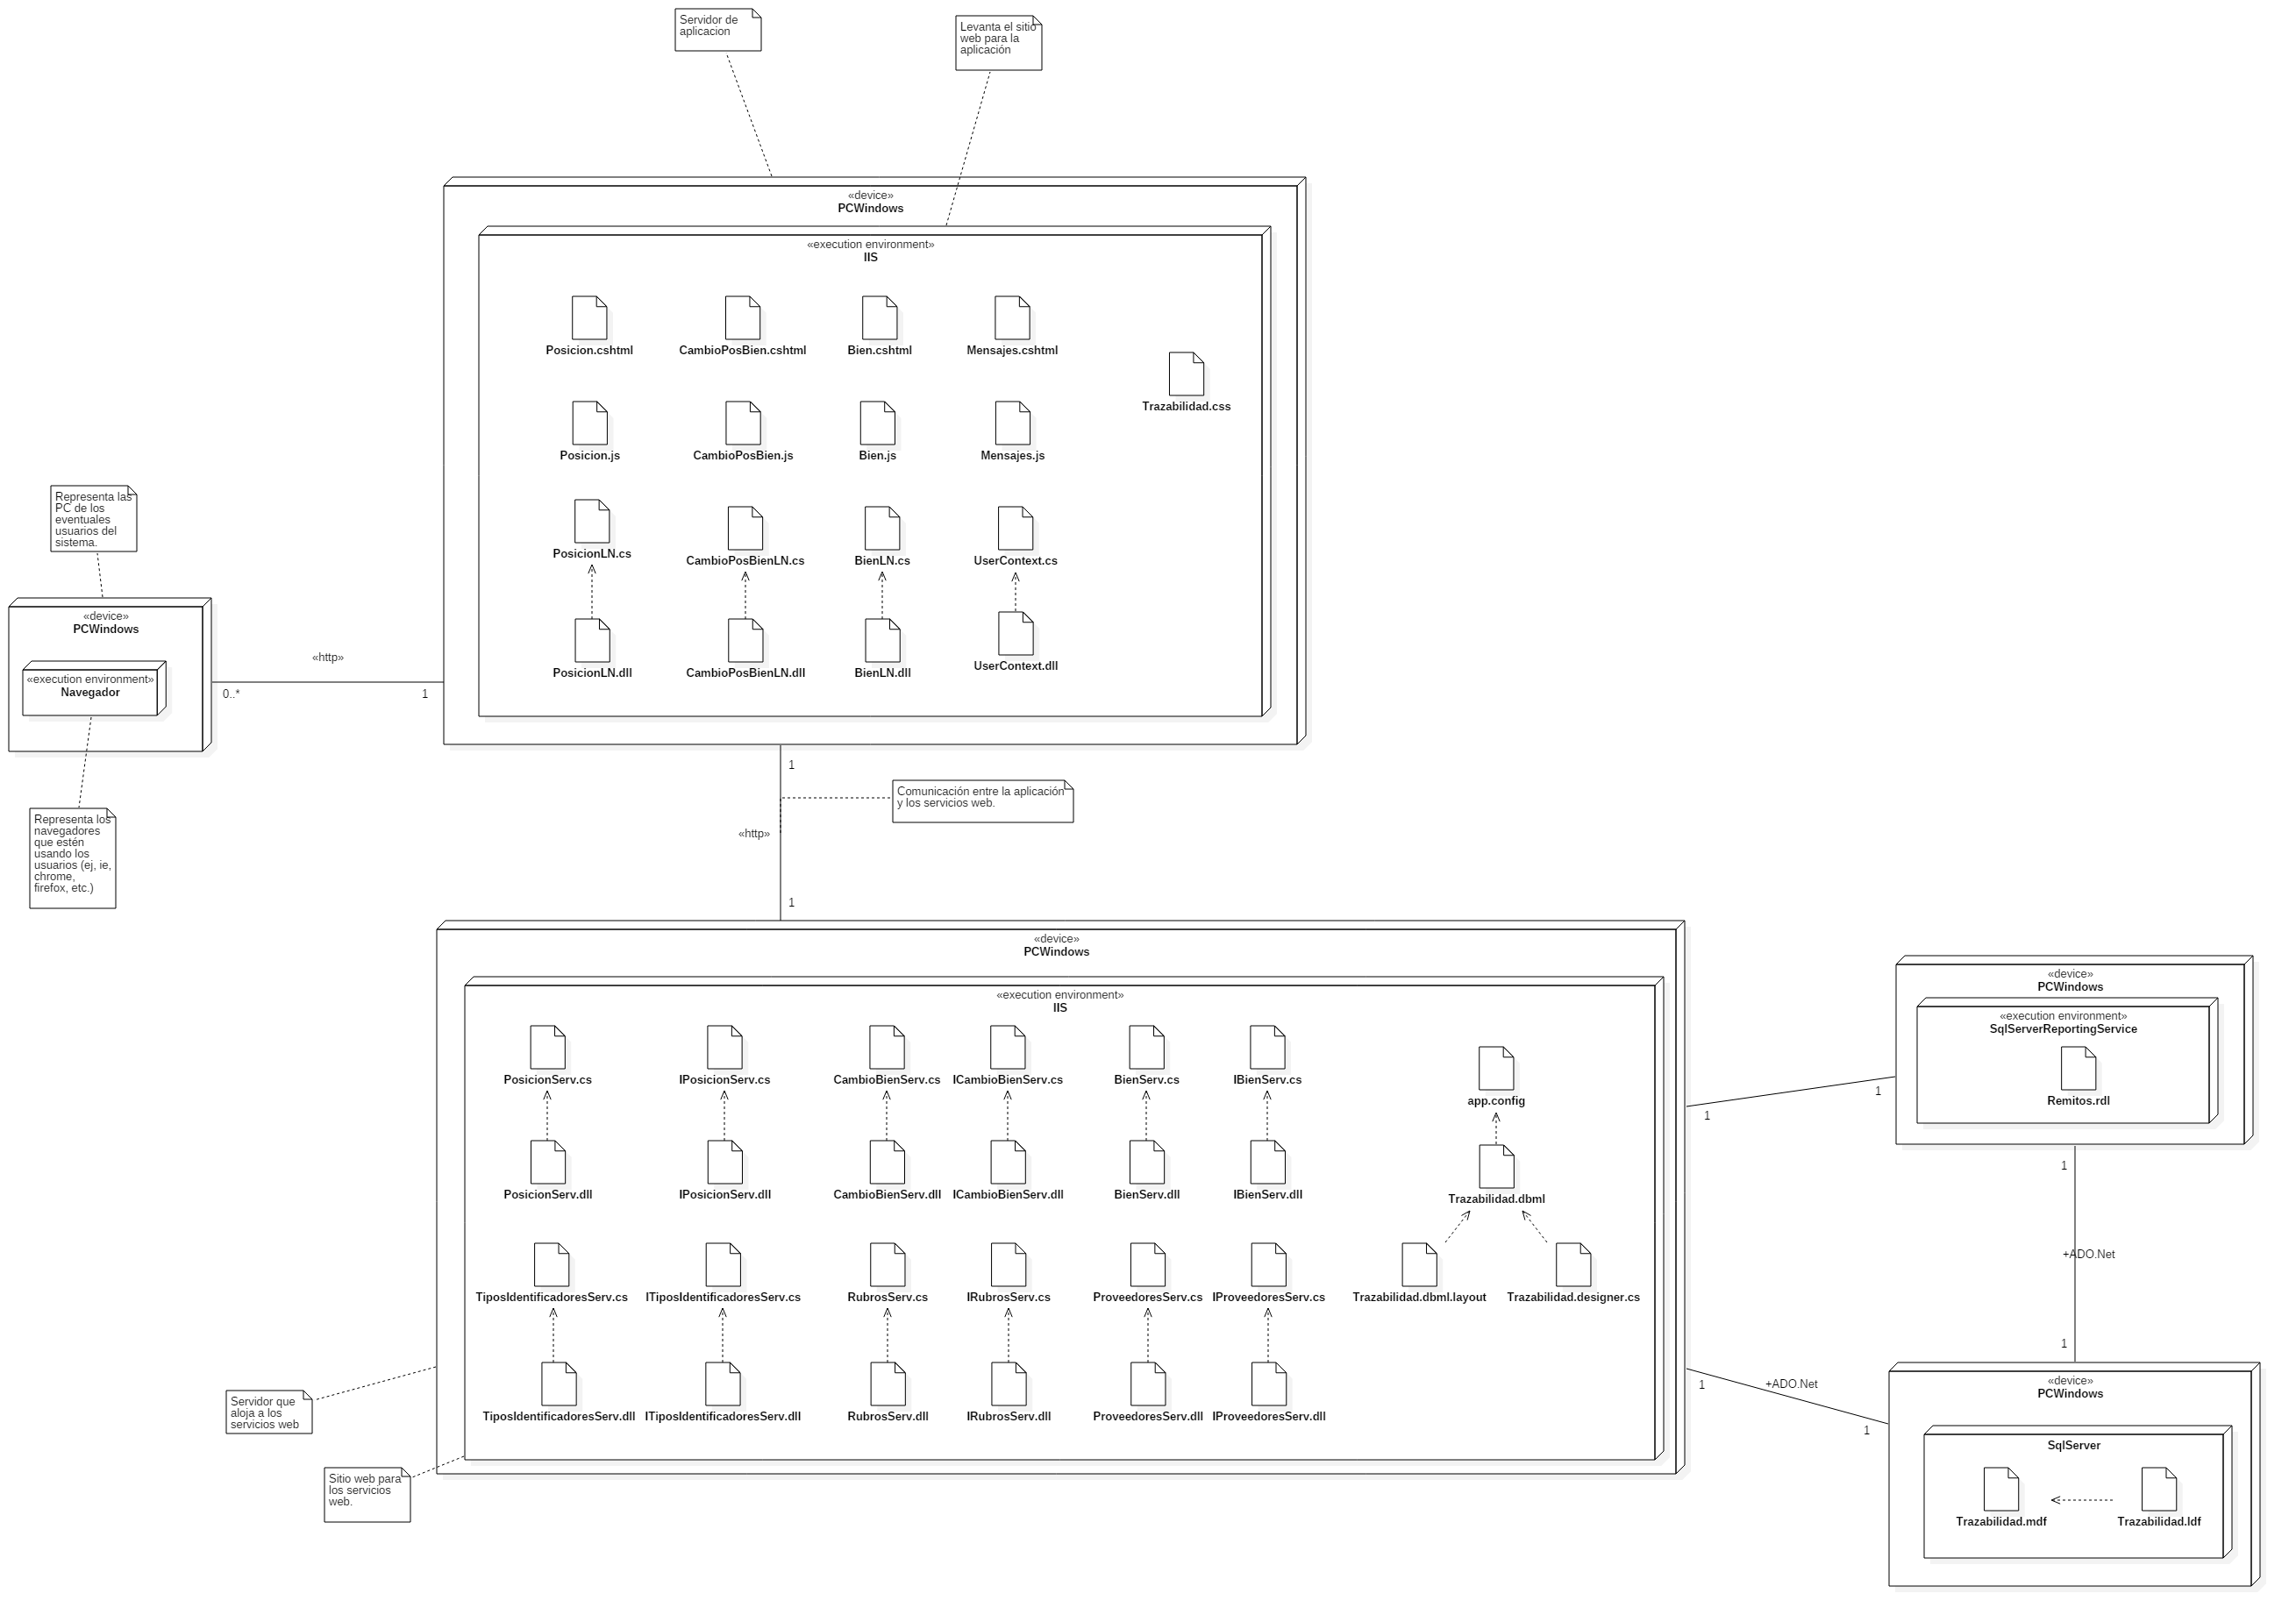 Servidor de
aplicacion
Levanta el sitio
web para la
aplicación
«device»
PCWindows
«execution environment»
IIS
Posicion.cshtml
CambioPosBien.cshtml
Bien.cshtml
Mensajes.cshtml
Trazabilidad.css
Posicion.js
CambioPosBien.js
Bien.js
Mensajes.js
PosicionLN.cs
CambioPosBienLN.cs
BienLN.cs
UserContext.cs
PosicionLN.dll
CambioPosBienLN.dll
BienLN.dll
UserContext.dll
Representa las
PC de los
eventuales
usuarios del
sistema.
«device»
PCWindows
«execution environment»
Navegador
«http»
0..*
1
Representa los
navegadores
que estén
usando los
usuarios (ej, ie,
chrome,
firefox, etc.)
1
Comunicación entre la aplicación
y los servicios web.
«http»
1
«device»
PCWindows
«execution environment»
IIS
PosicionServ.cs
IPosicionServ.cs
CambioBienServ.cs
ICambioBienServ.cs
BienServ.cs
IBienServ.cs
app.config
PosicionServ.dll
IPosicionServ.dll
CambioBienServ.dll
ICambioBienServ.dll
BienServ.dll
IBienServ.dll
Trazabilidad.dbml
TiposIdentificadoresServ.cs
ITiposIdentificadoresServ.cs
RubrosServ.cs
IRubrosServ.cs
ProveedoresServ.cs
IProveedoresServ.cs
Trazabilidad.dbml.layout
Trazabilidad.designer.cs
TiposIdentificadoresServ.dll
ITiposIdentificadoresServ.dll
RubrosServ.dll
IRubrosServ.dll
ProveedoresServ.dll
IProveedoresServ.dll
Servidor que
aloja a los
servicios web
Sitio web para
los servicios
web.
1
1
«device»
PCWindows
«execution environment»
SqlServerReportingService
Remitos.rdl
1
+ADO.Net
1
1
+ADO.Net
1
«device»
PCWindows
SqlServer
Trazabilidad.mdf
Trazabilidad.ldf